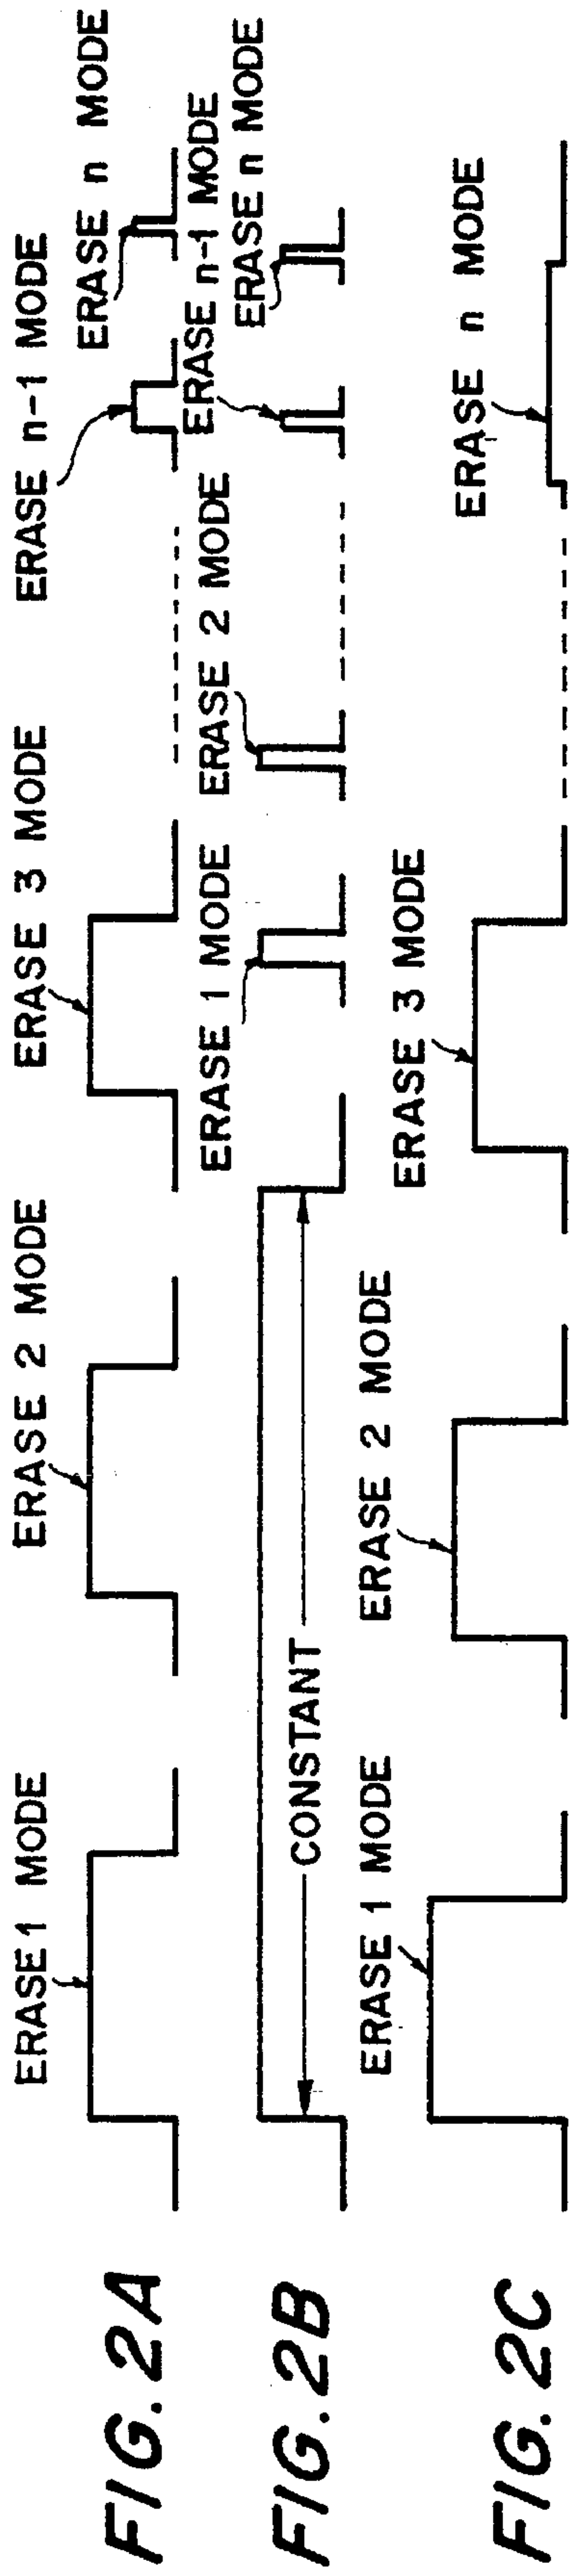 FIG. 2A
ERASE 1 MODE
ERASE 2 MODE
ERASE 3 MODE
ERASE n-1 MODE
ERASE n MODE
FIG. 2B
CONSTANT
ERASE 1 MODE
ERASE 2 MODE
ERASE n-1 MODE
ERASE n MODE
FIG. 2C
ERASE 1 MODE
ERASE 2 MODE
ERASE 3 MODE
ERASE n MODE